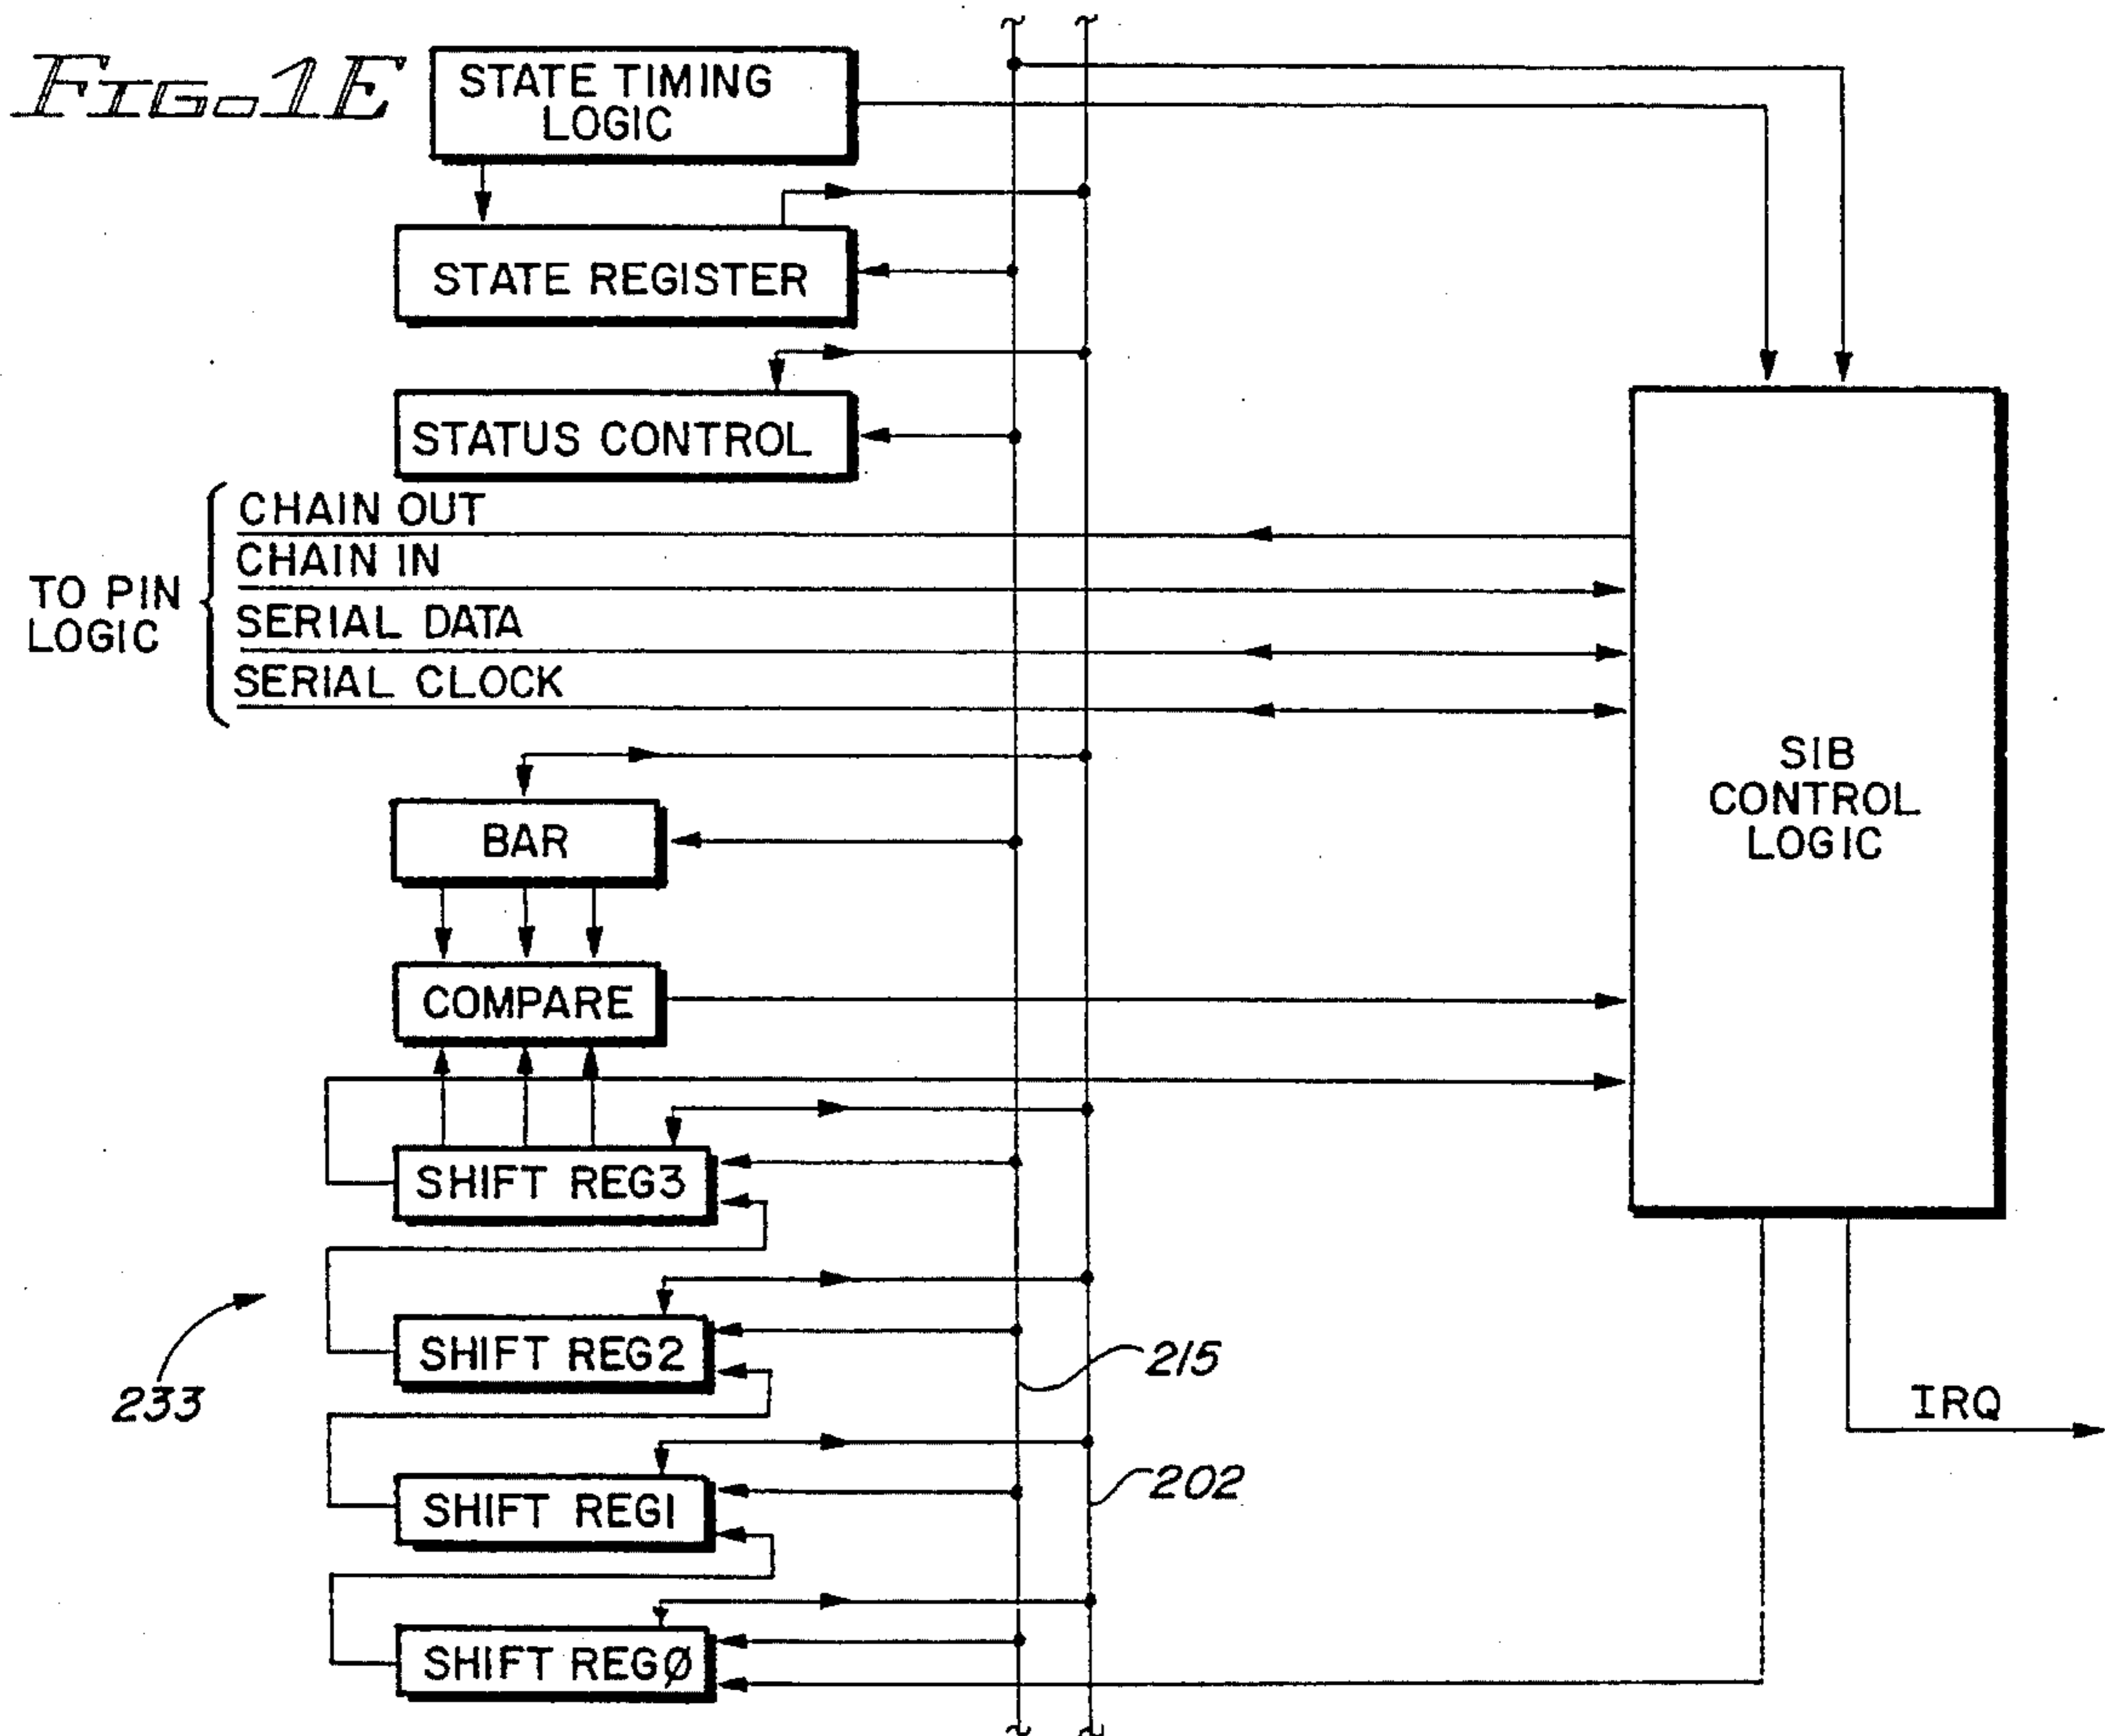 FIG. 1E
STATE TIMING
LOGIC
STATE REGISTER
STATUS CONTROL
TO PIN
LOGIC
CHAIN OUT
CHAIN IN
SERIAL DATA
SERIAL CLOCK
SIB
CONTROL
LOGIC
BAR
COMPARE
SHIFT REG3
SHIFT REG2
SHIFT REG1
SHIFT REGØ
233
215
202
IRQ